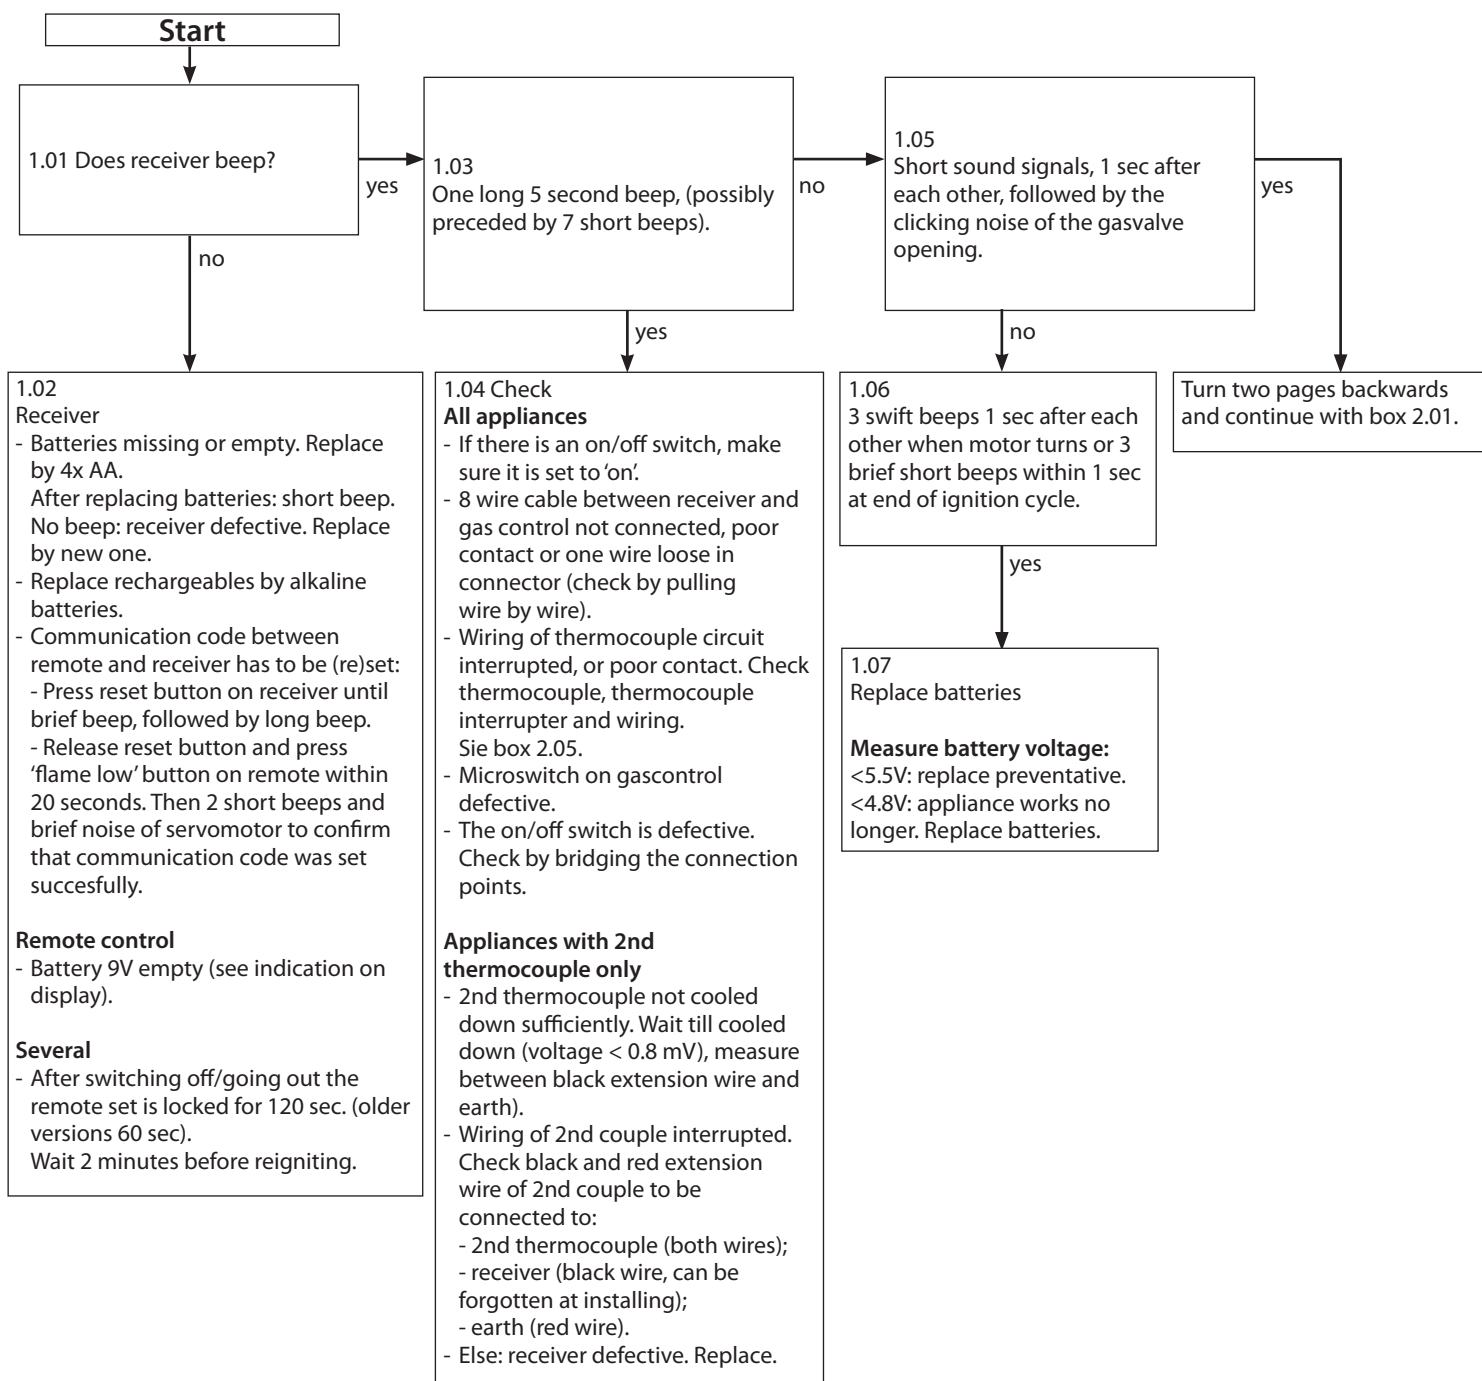 Start
1.01 Does receiver beep?
yes
no
1.03
One long 5 second beep, (possibly
preceded by 7 short beeps).
no
yes
1.05
Short sound signals, 1 sec after
each other, followed by the
clicking noise of the gasvalve
opening.
yes
no
1.02
Receiver
- Batteries missing or empty. Replace
by 4x AA.
After replacing batteries: short beep.
No beep: receiver defective. Replace
by new one.
- Replace rechargeables by alkaline
batteries.
- Communication code between
remote and receiver has to be (re)set:
- Press reset button on receiver until
brief beep, followed by long beep.
- Release reset button and press
‘flame low’ button on remote within
20 seconds. Then 2 short beeps and
brief noise of servomotor to confirm
that communication code was set
succesfully.
Remote control
- Battery 9V empty (see indication on
display).
Several
- After switching off/going out the
remote set is locked for 120 sec. (older
versions 60 sec).
Wait 2 minutes before reigniting.
1.04 Check
All appliances
- If there is an on/off switch, make
sure it is set to ‘on’.
- 8 wire cable between receiver and
gas control not connected, poor
contact or one wire loose in
connector (check by pulling
wire by wire).
- Wiring of thermocouple circuit
interrupted, or poor contact. Check
thermocouple, thermocouple
interrupter and wiring.
Sie box 2.05.
- Microswitch on gascontrol
defective.
- The on/off switch is defective.
Check by bridging the connection
points.
Appliances with 2nd
thermocouple only
- 2nd thermocouple not cooled
down sufficiently. Wait till cooled
down (voltage < 0.8 mV), measure
between black extension wire and
earth).
- Wiring of 2nd couple interrupted.
Check black and red extension
wire of 2nd couple to be
connected to:
- 2nd thermocouple (both wires);
- receiver (black wire, can be
forgotten at installing);
- earth (red wire).
- Else: receiver defective. Replace.
1.06
3 swift beeps 1 sec after each
other when motor turns or 3
brief short beeps within 1 sec
at end of ignition cycle.
yes
1.07
Replace batteries
Measure battery voltage:
<5.5V: replace preventative.
<4.8V: appliance works no
longer. Replace batteries.
Turn two pages backwards
and continue with box 2.01.